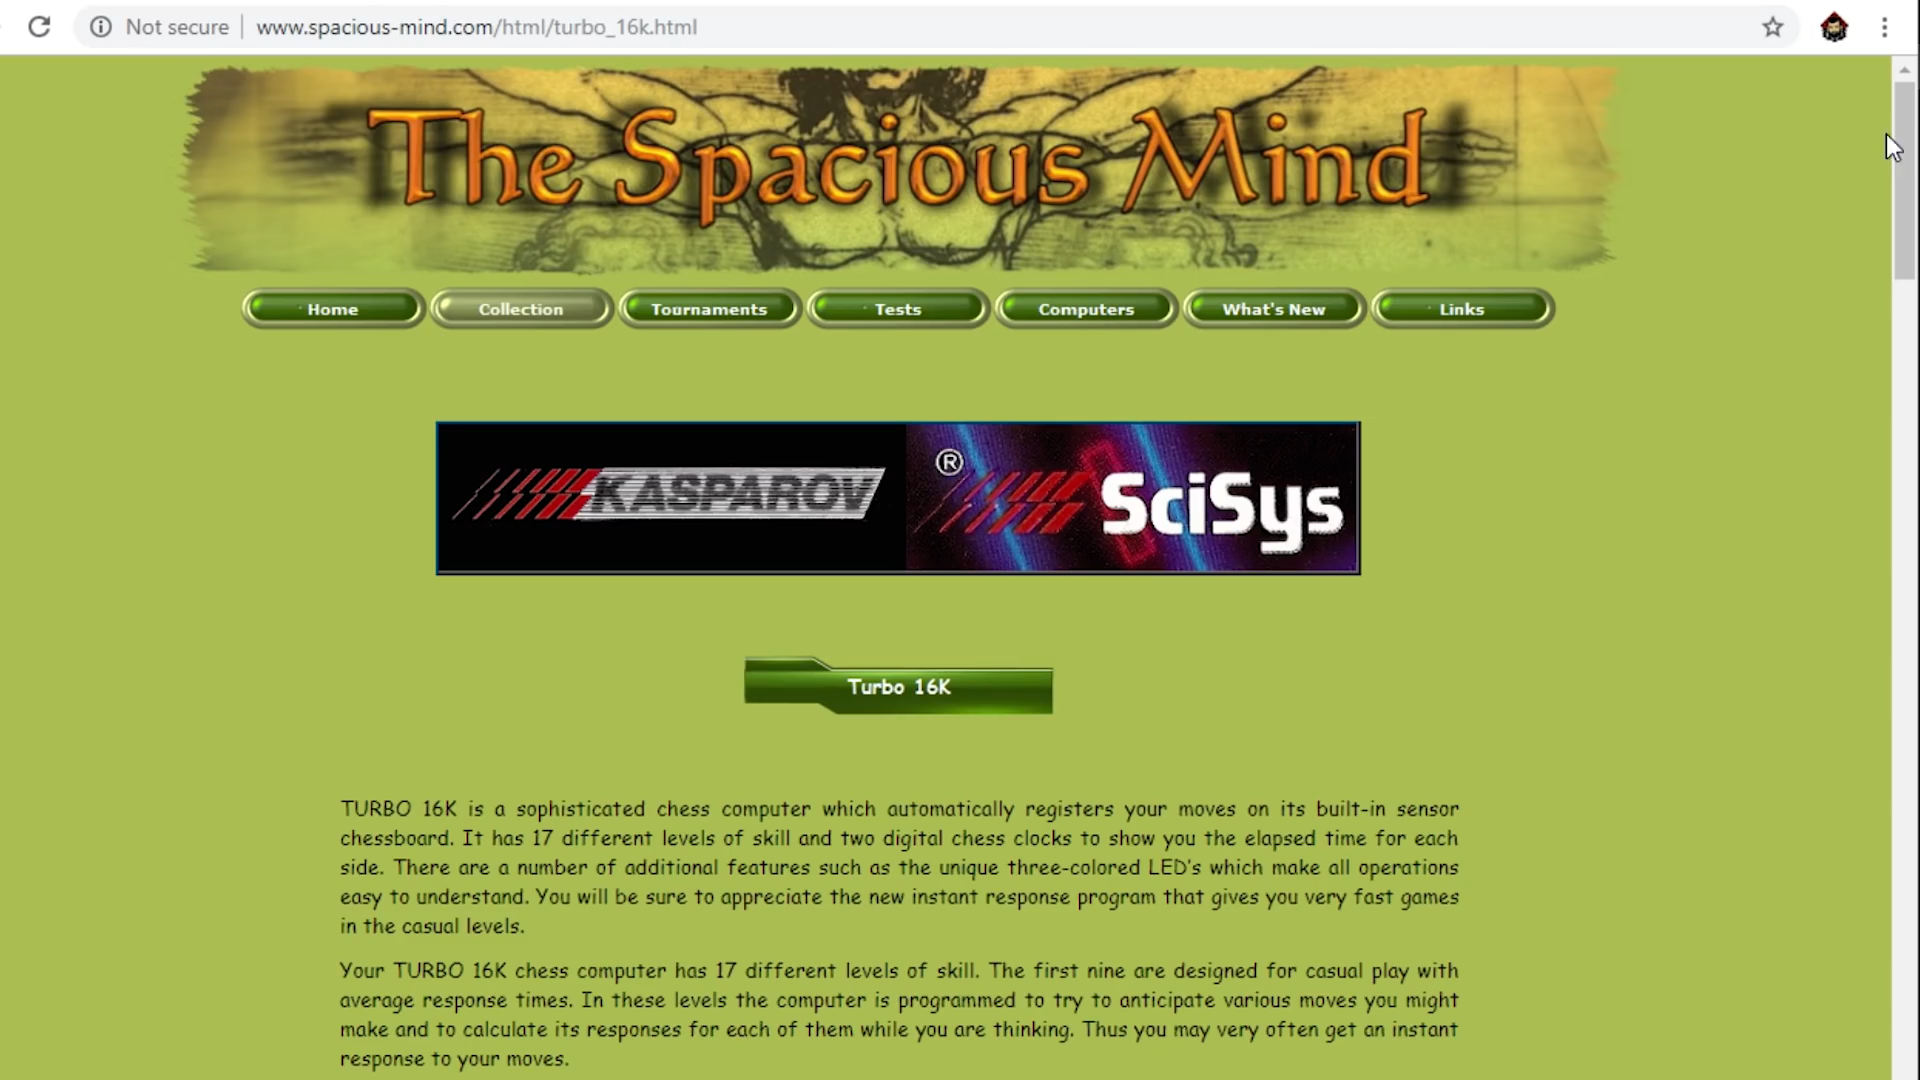 Not secure | www.spacious-mind.com/html/turbo_16k.html
The Spacious Mind
Home
Collection
Tournaments
Tests
Computers
What's New
Links
KASPAROV
® SciSys
Turbo 16K
TURBO 16K is a sophisticated chess computer which automatically registers your moves on its built-in sensor
chessboard. It has 17 different levels of skill and two digital chess clocks to show you the elapsed time for each
side. There are a number of additional features such as the unique three-colored LED's which make all operations
easy to understand. You will be sure to appreciate the new instant response program that gives you very fast games
in the casual levels.
Your TURBO 16K chess computer has 17 different levels of skill. The first nine are designed for casual play with
average response times. In these levels the computer is programmed to try to anticipate various moves you might
make and to calculate its responses for each of them while you are thinking. Thus you may very often get an instant
response to your moves.